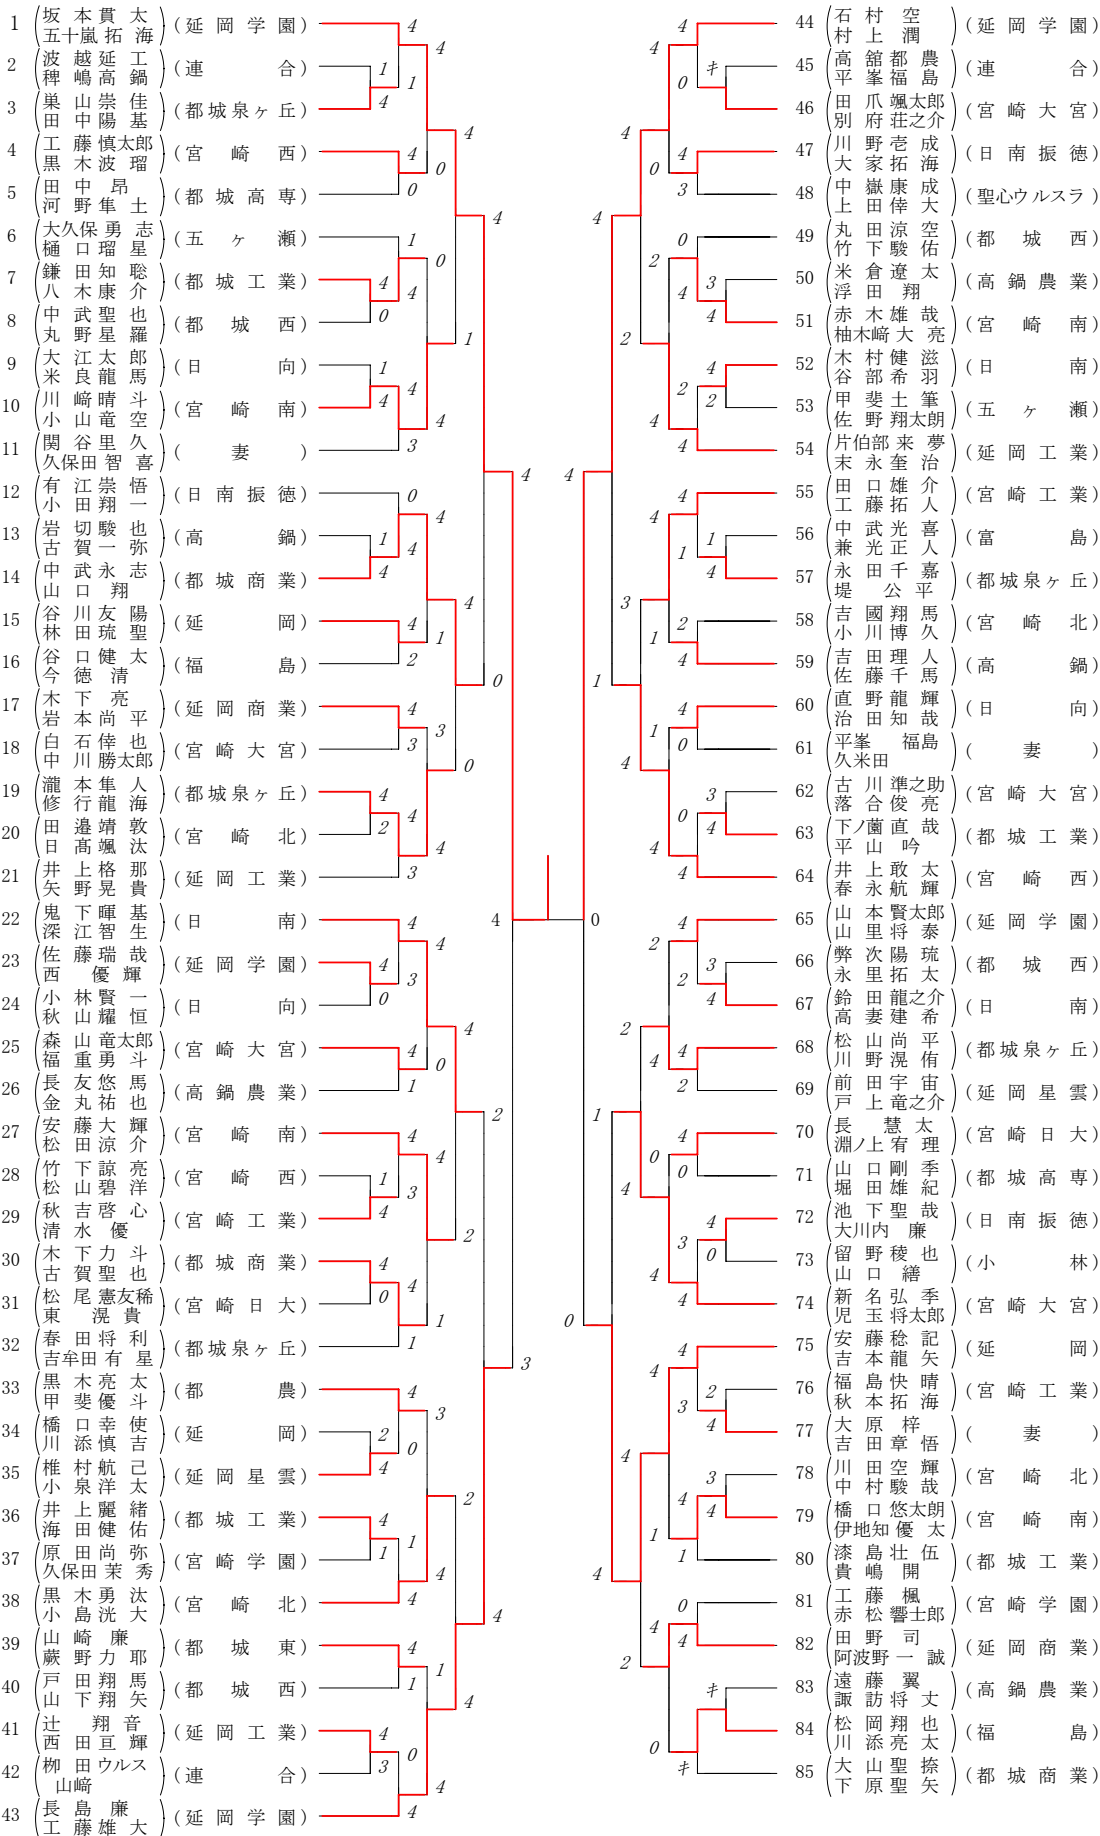 1 (坂本貫太 五十嵐拓海) (延岡学園)
2 (波越延工 稗嶋高鍋) (連合)
3 (巣山崇佳 田中陽基) (都城泉ヶ丘)
4 (工藤慎太郎 黒木波瑠) (宮崎西)
5 (田中昂 河野隼土) (都城高専)
6 (大久保勇志 樋口瑠星) (五ヶ瀬)
7 (鎌田知聡 八木康介) (都城工業)
8 (中武聖也 丸野星羅) (都城西)
9 (大江太郎 米良龍馬) (日向)
10 (川﨑晴斗 小山竜空) (宮崎南)
11 (関谷里久 久保田智喜) (妻)
12 (有江崇悟 小田翔一) (日南振徳)
13 (岩切駿也 古賀一弥) (高鍋)
14 (中武永志 山口翔) (都城商業)
15 (谷川友陽 林田琉聖) (延岡)
16 (谷口健太 今徳清) (福島)
17 (木下亮 岩本尚平) (延岡商業)
18 (白石倖也 中川勝太郎) (宮崎大宮)
19 (瀧本隼人 修行龍海) (都城泉ヶ丘)
20 (田邉靖敦 日髙颯汰) (宮崎北)
21 (井上格那 矢野晃貴) (延岡工業)
22 (鬼下暉基 深江智生) (日南)
23 (佐藤瑞哉 西優輝) (延岡学園)
24 (小林賢一 秋山耀恒) (日向)
25 (森山竜太郎 福重勇斗) (宮崎大宮)
26 (長友悠馬 金丸祐也) (高鍋農業)
27 (安藤大輝 松田涼介) (宮崎南)
28 (竹下諒亮 松山碧洋) (宮崎西)
29 (秋吉啓心 清水優) (宮崎工業)
30 (木下力斗 古賀聖也) (都城商業)
31 (松尾憲友稀 東滉貴) (宮崎日大)
32 (春田将利 吉牟田有星) (都城泉ヶ丘)
33 (黒木亮太 甲斐優斗) (都農)
34 (橋口幸使 川添慎吉) (延岡)
35 (椎村航己 小泉洋太) (延岡星雲)
36 (井上麗緒 海田健佑) (都城工業)
37 (原田尚弥 久保田茉秀) (宮崎学園)
38 (黒木勇汰 小島洸大) (宮崎北)
39 (山崎廉 蕨野力耶) (都城東)
40 (戸田翔馬 山下翔矢) (都城西)
41 (辻翔音 西田亘輝) (延岡工業)
42 (栁田ウルス 山﨑) (連合)
43 (長島廉 工藤雄大) (延岡学園)
44 (石村空 村上潤) (延岡学園)
45 (高舘都農 平峯福島) (連合)
46 (田爪颯太郎 別府荘之介) (宮崎大宮)
47 (川野壱成 大家拓海) (日南振徳)
48 (中嶽康成 上田倖大) (聖心ウルスラ)
49 (丸田涼空 竹下駿佑) (都城西)
50 (米倉遼太 浮田翔) (高鍋農業)
51 (赤木雄哉 柚木﨑大亮) (宮崎南)
52 (木村健滋 谷部希羽) (日南)
53 (甲斐土筆 佐野翔太朗) (五ヶ瀬)
54 (片伯部来夢 末永奎治) (延岡工業)
55 (田口雄介 工藤拓人) (宮崎工業)
56 (中武光喜 兼光正人) (富島)
57 (永田千嘉 堤公平) (都城泉ヶ丘)
58 (吉國翔馬 小川博久) (宮崎北)
59 (吉田理人 佐藤千馬) (高鍋)
60 (直野龍輝 治田知哉) (日向)
61 (平峯福島 久米田) (妻)
62 (古川準之助 落合俊亮) (宮崎大宮)
63 (下ノ薗直哉 平山吟) (都城工業)
64 (井上敢太 春永航輝) (宮崎西)
65 (山本賢太郎 山里将泰) (延岡学園)
66 (弊次陽琉 永里拓太) (都城西)
67 (鈴田龍之介 高妻建希) (日南)
68 (松山尚平 川野滉侑) (都城泉ヶ丘)
69 (前田宇宙 戸上竜之介) (延岡星雲)
70 (長慧太 淵ノ上宥理) (宮崎日大)
71 (山口剛季 堀田雄紀) (都城高専)
72 (池下聖哉 大川内廉) (日南振徳)
73 (留野稜也 山口繕) (小林)
74 (新名弘季 児玉将太郎) (宮崎大宮)
75 (安藤稔記 吉本龍矢) (延岡)
76 (福島快晴 秋本拓海) (宮崎工業)
77 (大原梓 吉田章悟) (妻)
78 (川田空輝 中村駿哉) (宮崎北)
79 (橋口悠太朗 伊地知優太) (宮崎南)
80 (漆島壮伍 貴嶋開) (都城工業)
81 (工藤楓 赤松響士郎) (宮崎学園)
82 (田野司 阿波野一誠) (延岡商業)
83 (遠藤翼 諏訪将丈) (高鍋農業)
84 (松岡翔也 川添亮太) (福島)
85 (大山聖捺 下原聖矢) (都城商業)